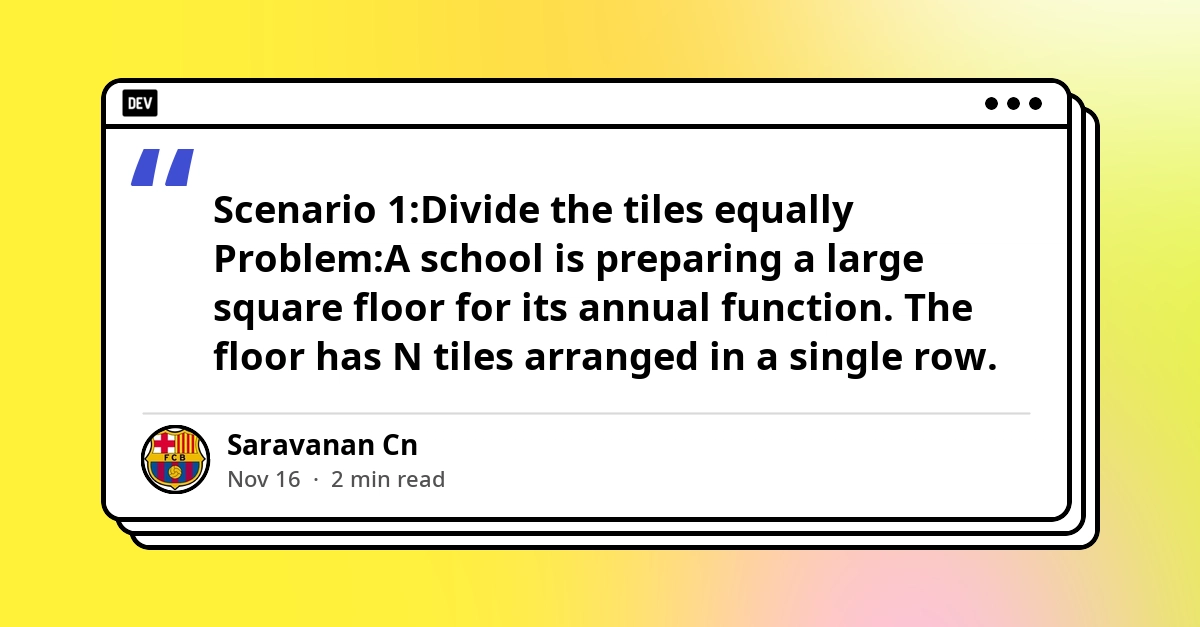 DEV
Scenario 1:Divide the tiles equally
Problem:A school is preparing a large
square floor for its annual function. The
floor has N tiles arranged in a single row.
FCB
Saravanan Cn
Nov 16 · 2 min read